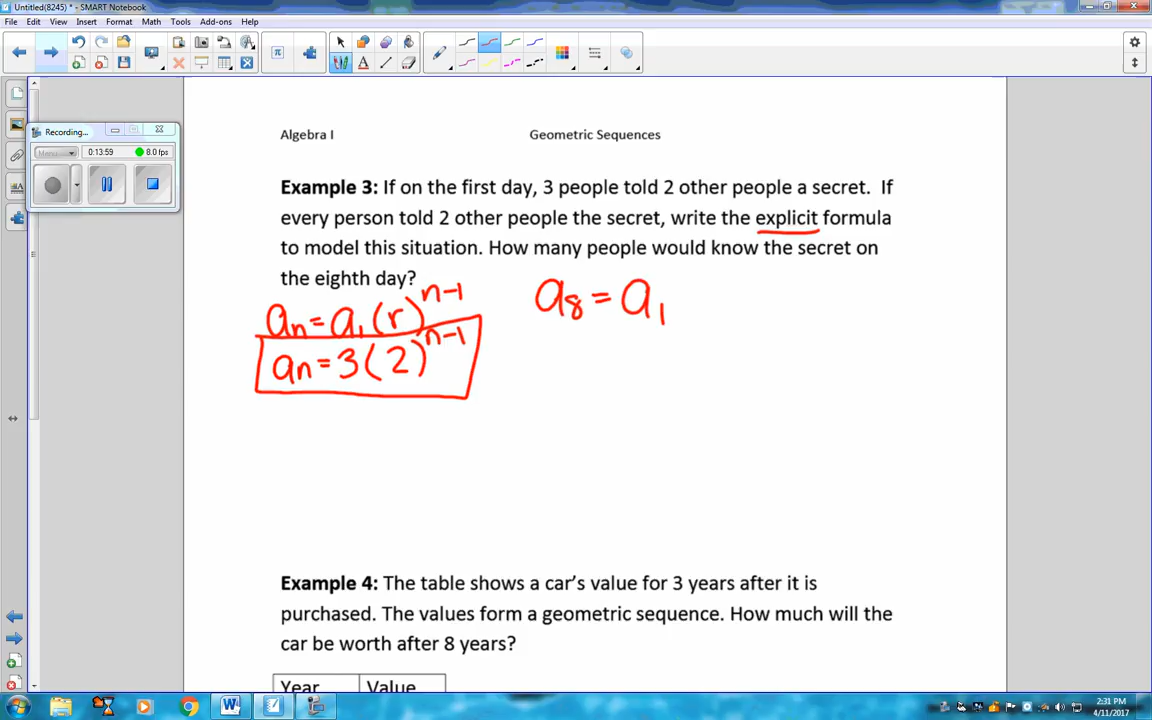 Untitled(8245) * - SMART Notebook
File Edit View Insert Format Math Tools Add-ons Help
Recording...
Menu
0:13:59 8.0 fps
Algebra I Geometric Sequences
Example 3: If on the first day, 3 people told 2 other people a secret. If
every person told 2 other people the secret, write the explicit formula
to model this situation. How many people would know the secret on
the eighth day?
aₙ = a₁(r)ⁿ⁻¹
aₙ = 3(2)ⁿ⁻¹
a₈ = a₁
Example 4: The table shows a car's value for 3 years after it is
purchased. The values form a geometric sequence. How much will the
car be worth after 8 years?
Year Value
2:31 PM
4/11/2017